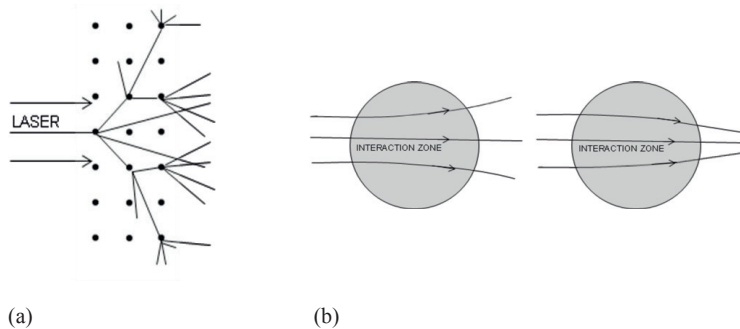 LASER
INTERACTION ZONE
INTERACTION ZONE
(a)
(b)